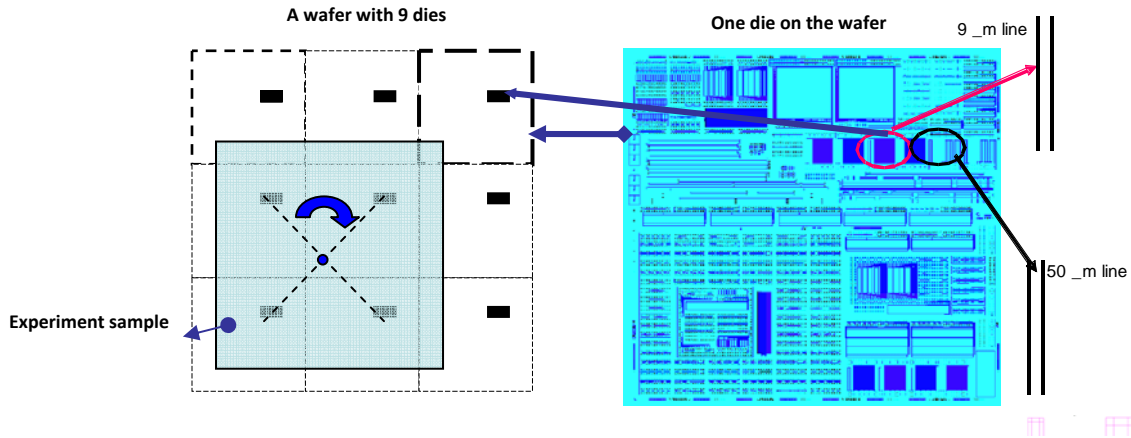 A wafer with 9 dies
One die on the wafer
9 _m line
50 _m line
Experiment sample